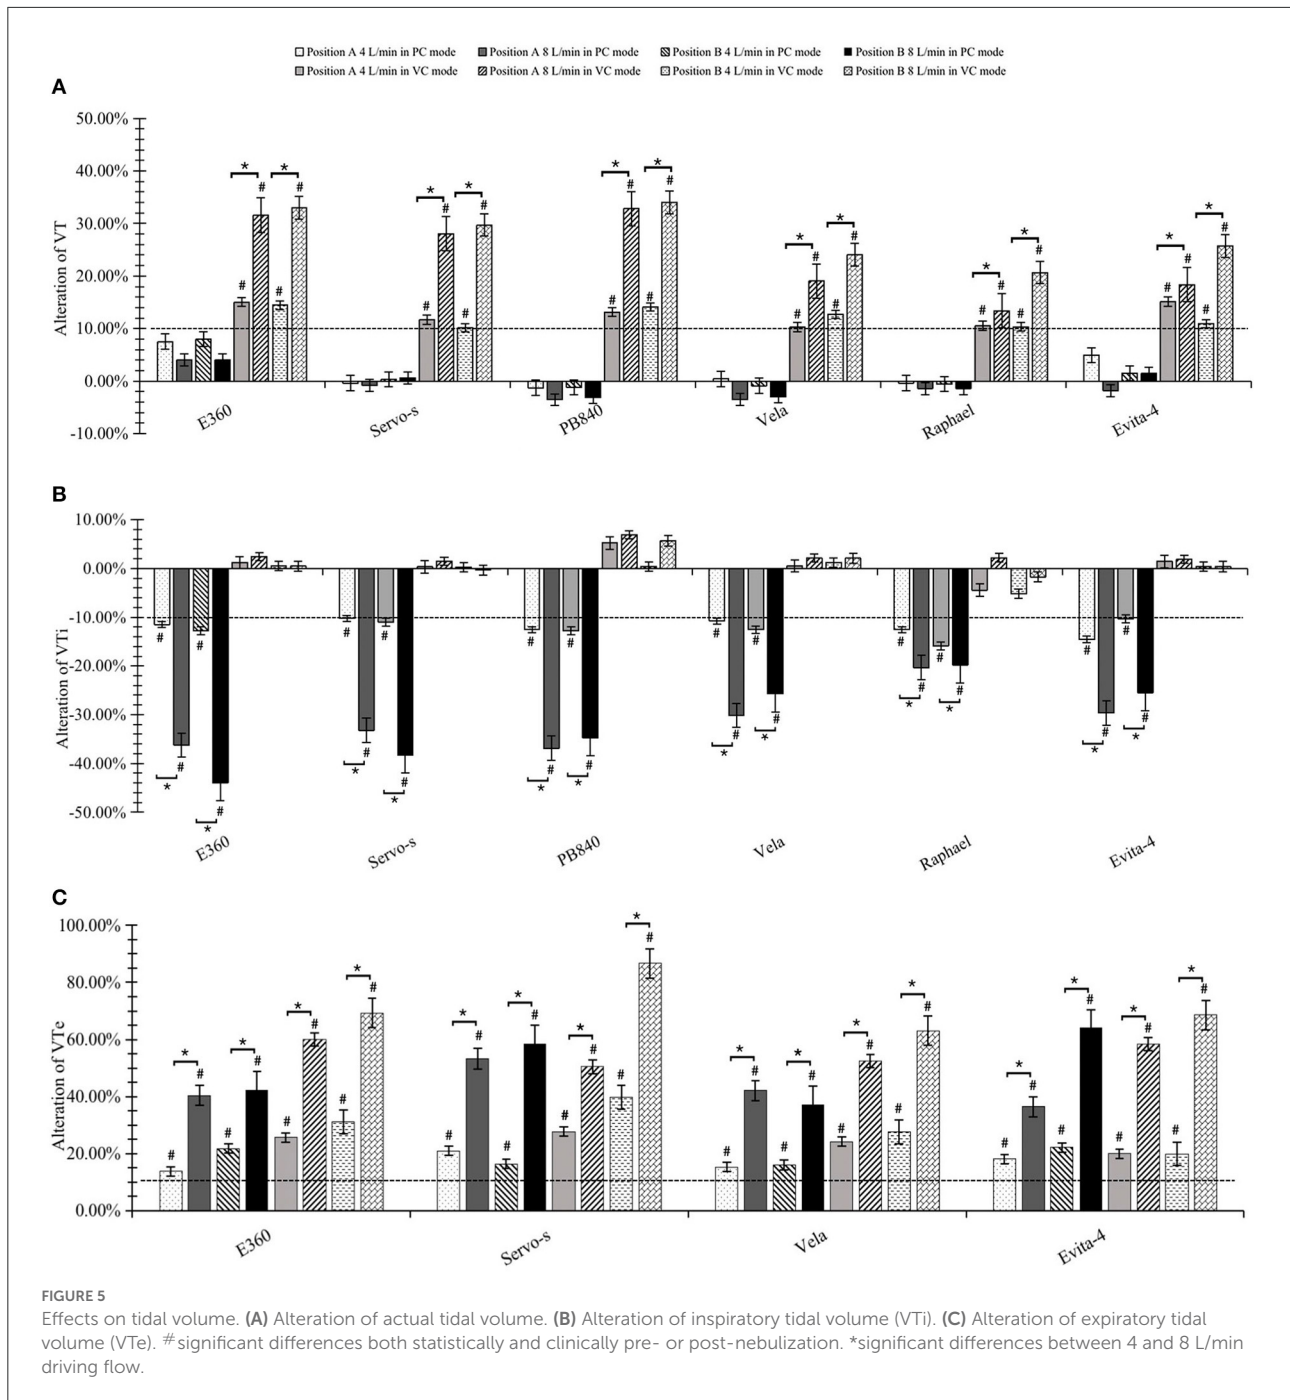 Position A 4 L/min in PC mode Position A 8 L/min in PC mode Position B 4 L/min in PC mode Position B 8 L/min in PC mode
Position A 4 L/min in VC mode Position A 8 L/min in VC mode Position B 4 L/min in VC mode Position B 8 L/min in VC mode
A
Alteration of VT
50.00%
40.00%
30.00%
20.00%
10.00%
0.00%
-10.00%
* * * * * * * * * * * *
# # # # # # # # # # # # # # # # # # # # # # # #
E360 Servo-s PB840 Vela Raphael Evita-4
B
Alteration of VTi
10.00%
0.00%
-10.00%
-20.00%
-30.00%
-40.00%
-50.00%
# # # # # # # # # # # # # # # # # # # # # # # #
* * * * * * * * * * * *
E360 Servo-s PB840 Vela Raphael Evita-4
C
Alteration of VTe
100.00%
80.00%
60.00%
40.00%
20.00%
0.00%
* * * * * * * * * * * * * * * *
# # # # # # # # # # # # # # # # # # # # # # # # # # # # # # # #
E360 Servo-s Vela Evita-4
FIGURE 5
Effects on tidal volume. (A) Alteration of actual tidal volume. (B) Alteration of inspiratory tidal volume (VTi). (C) Alteration of expiratory tidal
volume (VTe). #significant differences both statistically and clinically pre- or post-nebulization. *significant differences between 4 and 8 L/min
driving flow.